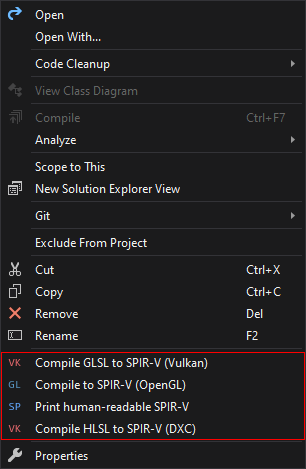 Open
Open With...
Code Cleanup
View Class Diagram
Compile Ctrl+F7
Analyze
Scope to This
New Solution Explorer View
Git
Exclude From Project
Cut Ctrl+X
Copy Ctrl+C
Remove Del
Rename F2
VK Compile GLSL to SPIR-V (Vulkan)
GL Compile to SPIR-V (OpenGL)
SP Print human-readable SPIR-V
VK Compile HLSL to SPIR-V (DXC)
Properties